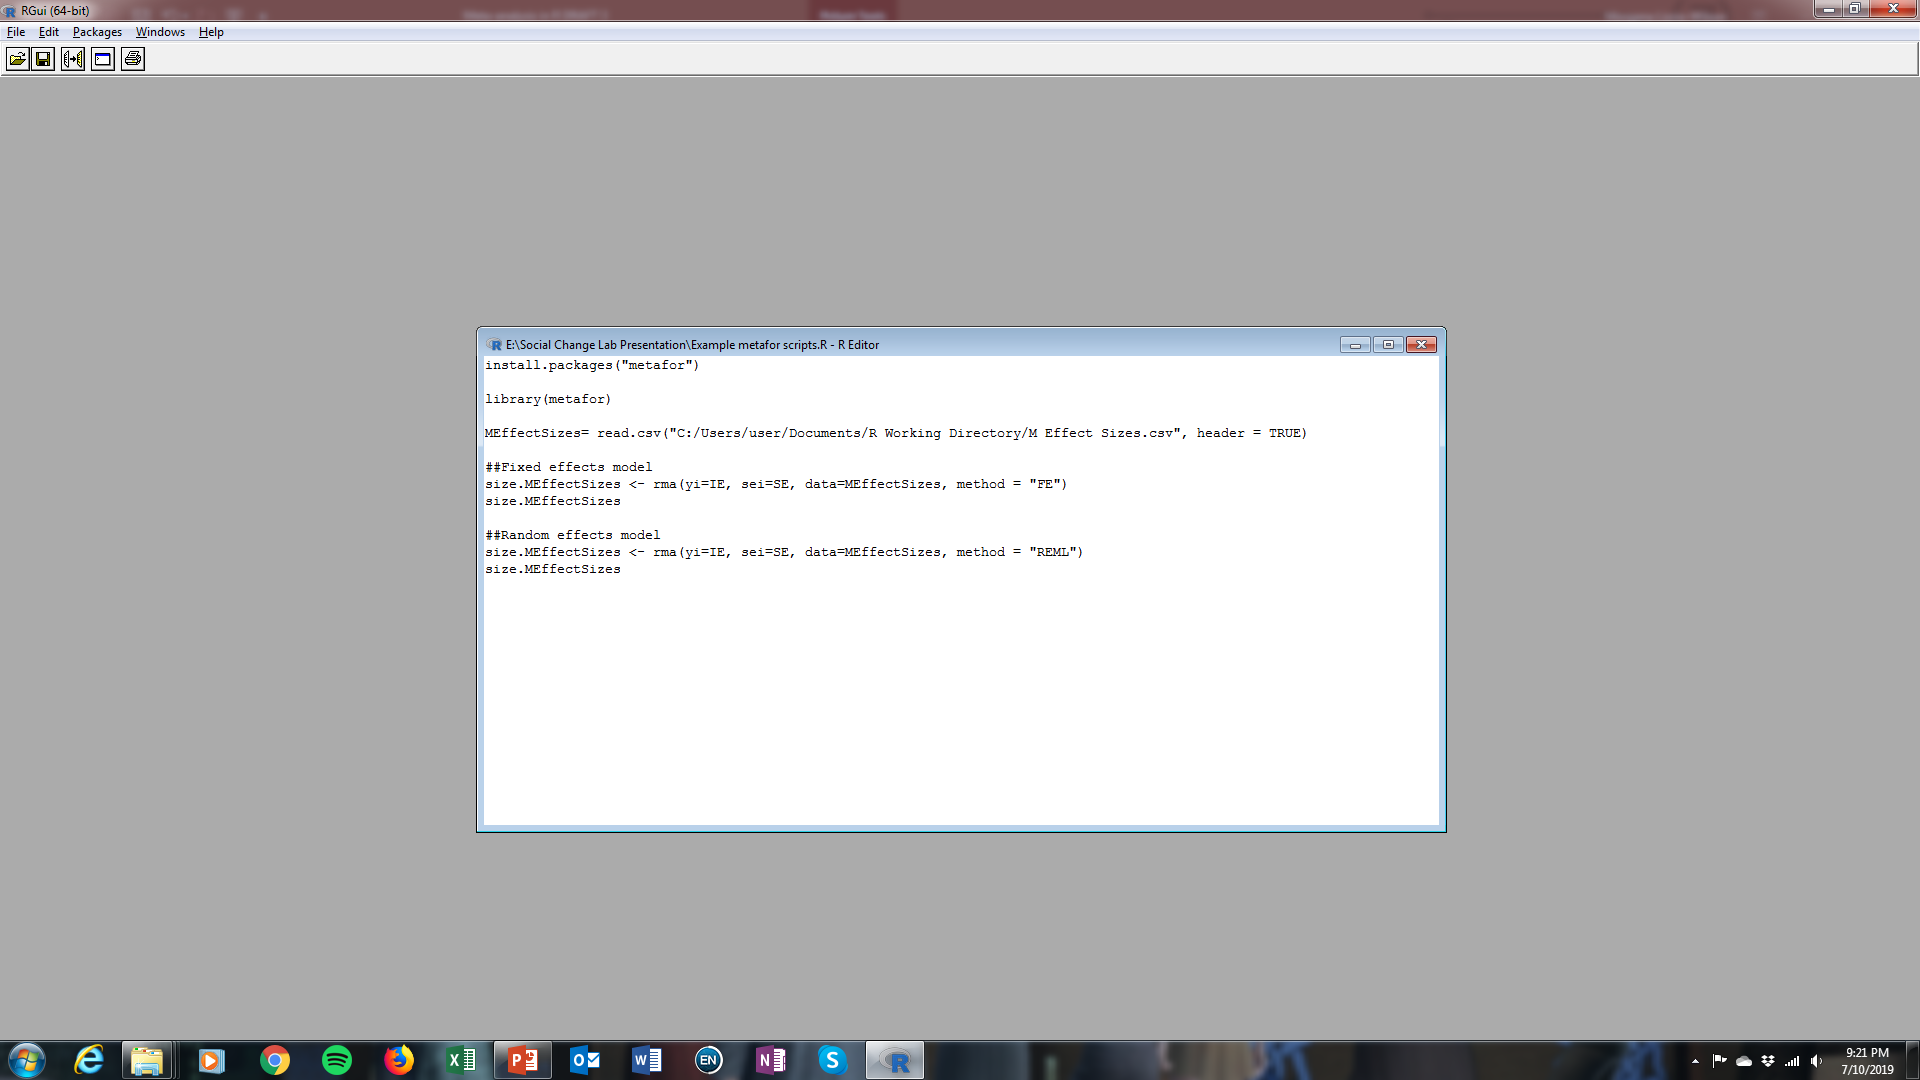 RGui (64-bit)
File Edit Packages Windows Help
E:\Social Change Lab Presentation\Example metafor scripts.R - R Editor
install.packages("metafor")
library(metafor)
MEffectSizes= read.csv("C:/Users/user/Documents/R Working Directory/M Effect Sizes.csv", header = TRUE)
##Fixed effects model
size.MEffectSizes <- rma(yi=IE, sei=SE, data=MEffectSizes, method = "FE")
size.MEffectSizes
##Random effects model
size.MEffectSizes <- rma(yi=IE, sei=SE, data=MEffectSizes, method = "REML")
size.MEffectSizes
EN
9:21 PM
7/10/2019